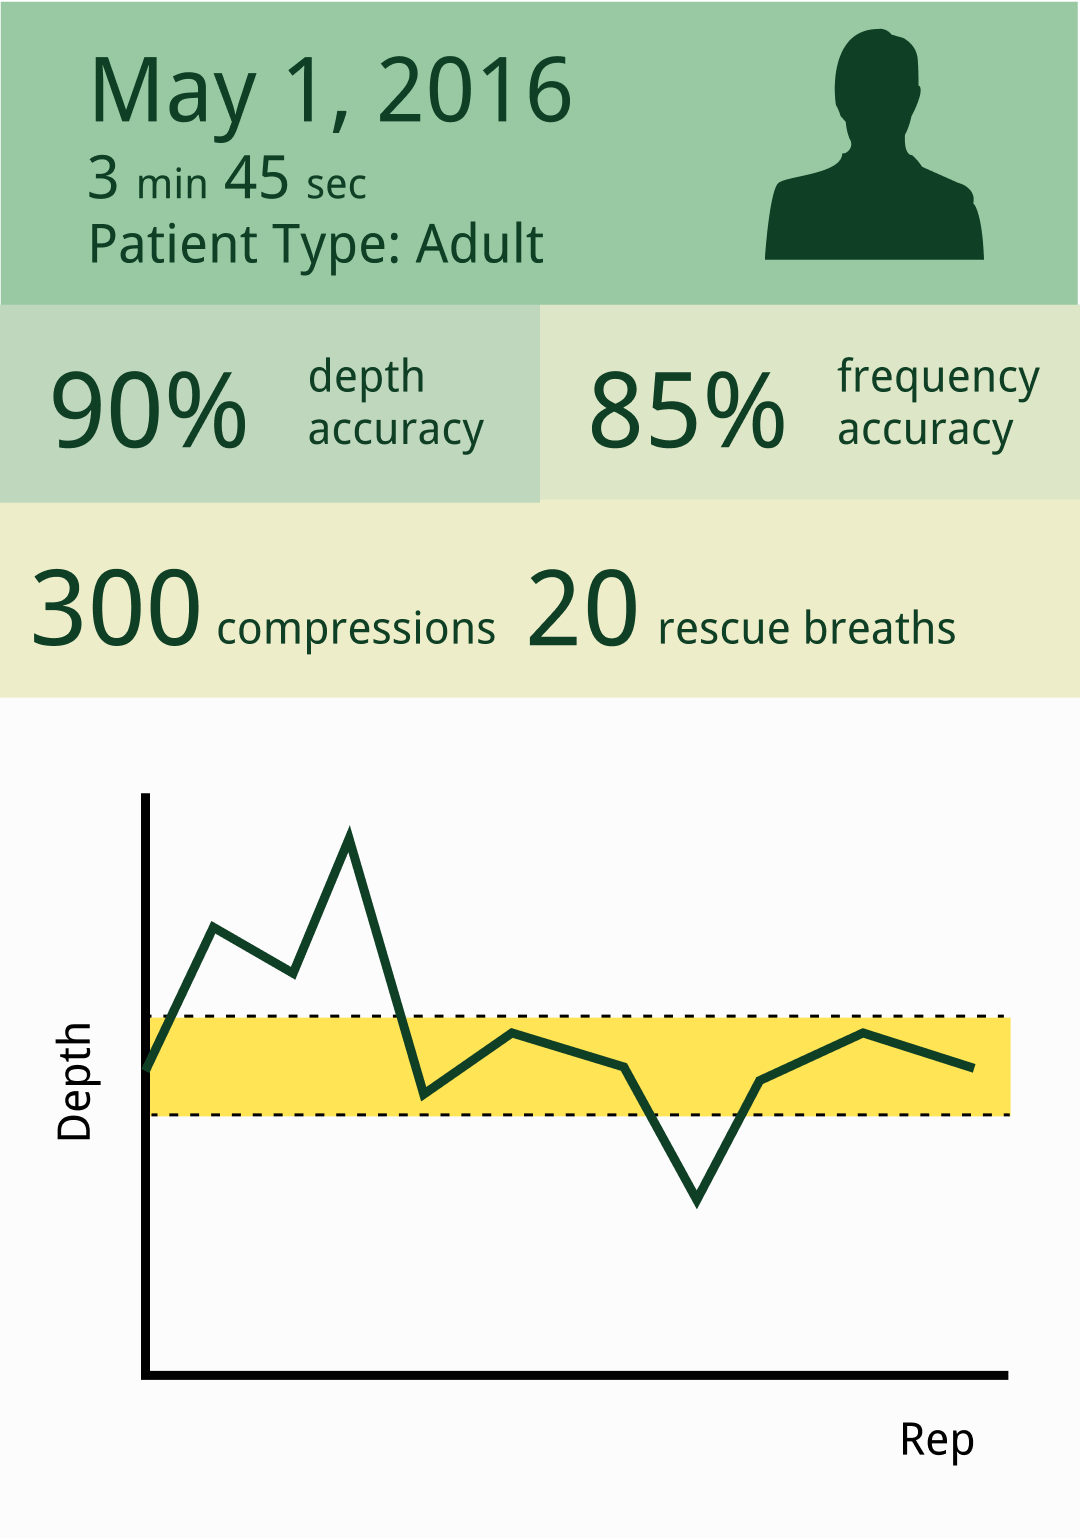 May 1, 2016
3 min 45 sec
Patient Type: Adult
90% depth accuracy
85% frequency accuracy
300 compressions 20 rescue breaths
Depth
Rep